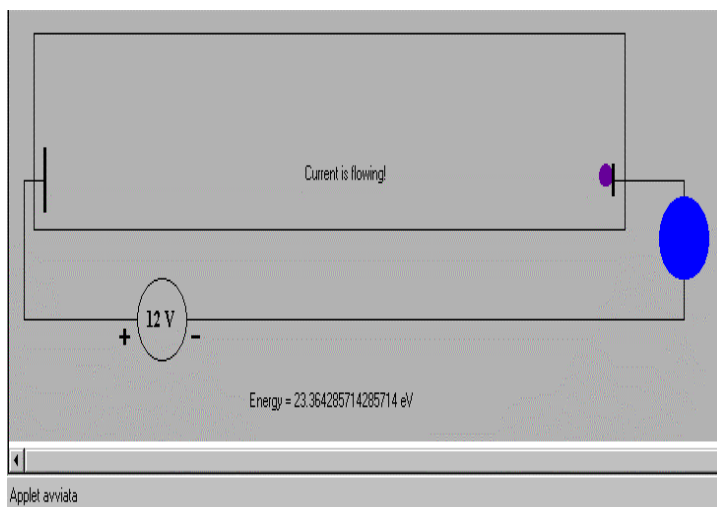 Current is flowing!
12 V
+ −
Energy = 23.364285714285714 eV
Applet avviata